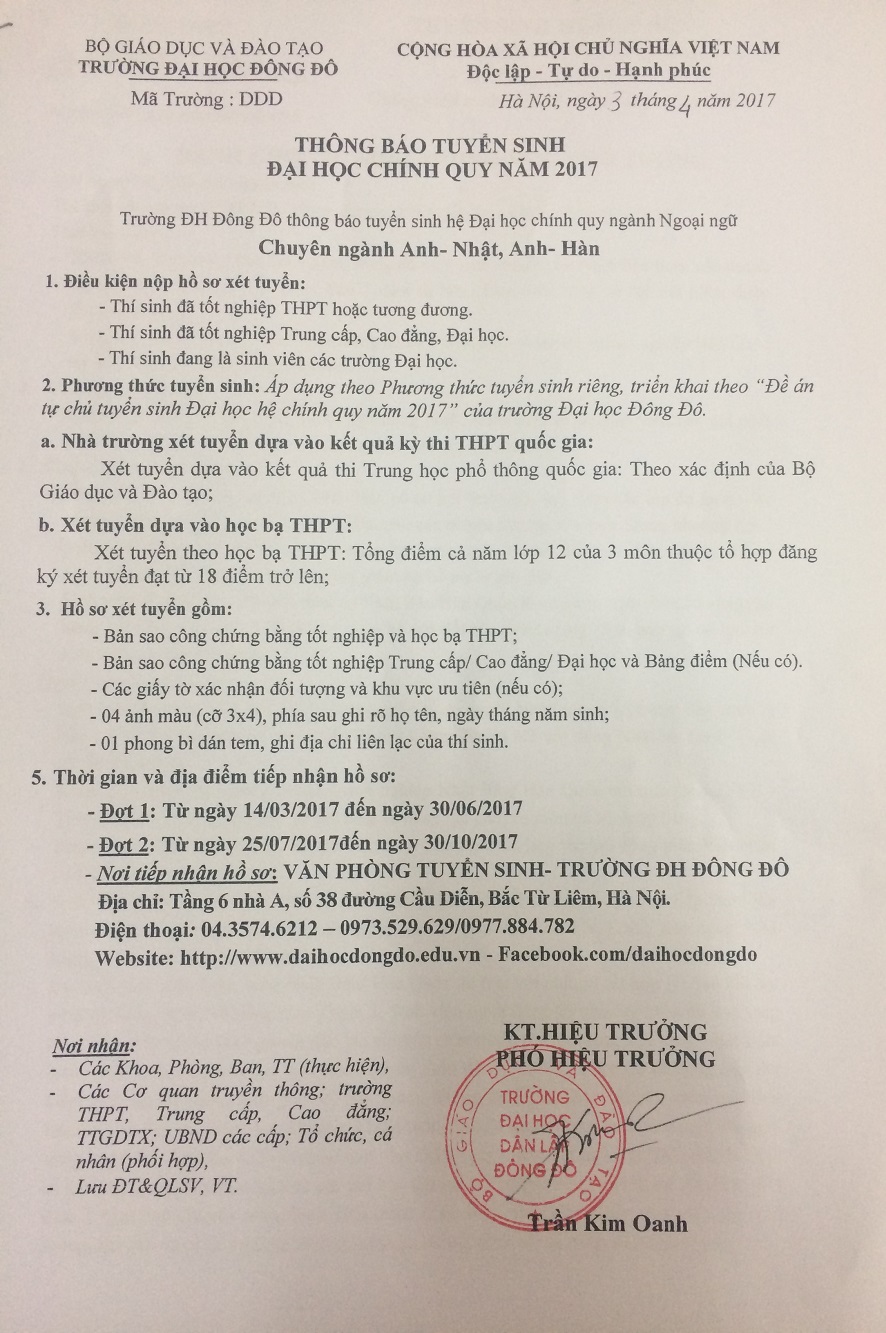 BỘ GIÁO DỤC VÀ ĐÀO TẠO
TRƯỜNG ĐẠI HỌC ĐÔNG ĐÔ
Mã Trường : DDD
CỘNG HÒA XÃ HỘI CHỦ NGHĨA VIỆT NAM
Độc lập - Tự do - Hạnh phúc
Hà Nội, ngày 3 tháng 4 năm 2017
THÔNG BÁO TUYỂN SINH
ĐẠI HỌC CHÍNH QUY NĂM 2017
Trường ĐH Đông Đô thông báo tuyển sinh hệ Đại học chính quy ngành Ngoại ngữ
Chuyên ngành Anh- Nhật, Anh- Hàn
1. Điều kiện nộp hồ sơ xét tuyển:
- Thí sinh đã tốt nghiệp THPT hoặc tương đương.
- Thí sinh đã tốt nghiệp Trung cấp, Cao đẳng, Đại học.
- Thí sinh đang là sinh viên các trường Đại học.
2. Phương thức tuyển sinh: Áp dụng theo Phương thức tuyển sinh riêng, triển khai theo “Đề án
tự chủ tuyển sinh Đại học hệ chính quy năm 2017” của trường Đại học Đông Đô.
a. Nhà trường xét tuyển dựa vào kết quả kỳ thi THPT quốc gia:
Xét tuyển dựa vào kết quả thi Trung học phổ thông quốc gia: Theo xác định của Bộ
Giáo dục và Đào tạo;
b. Xét tuyển dựa vào học bạ THPT:
Xét tuyển theo học bạ THPT: Tổng điểm cả năm lớp 12 của 3 môn thuộc tổ hợp đăng
ký xét tuyển đạt từ 18 điểm trở lên;
3. Hồ sơ xét tuyển gồm:
- Bản sao công chứng bằng tốt nghiệp và học bạ THPT;
- Bản sao công chứng bằng tốt nghiệp Trung cấp/ Cao đẳng/ Đại học và Bảng điểm (Nếu có).
- Các giấy tờ xác nhận đối tượng và khu vực ưu tiên (nếu có);
- 04 ảnh màu (cỡ 3x4), phía sau ghi rõ họ tên, ngày tháng năm sinh;
- 01 phong bì dán tem, ghi địa chỉ liên lạc của thí sinh.
5. Thời gian và địa điểm tiếp nhận hồ sơ:
- Đợt 1: Từ ngày 14/03/2017 đến ngày 30/06/2017
- Đợt 2: Từ ngày 25/07/2017đến ngày 30/10/2017
- Nơi tiếp nhận hồ sơ: VĂN PHÒNG TUYỂN SINH- TRƯỜNG ĐH ĐÔNG ĐÔ
Địa chỉ: Tầng 6 nhà A, số 38 đường Cầu Diễn, Bắc Từ Liêm, Hà Nội.
Điện thoại: 04.3574.6212 – 0973.529.629/0977.884.782
Website: http://www.daihocdongdo.edu.vn - Facebook.com/daihocdongdo
Nơi nhận:
- Các Khoa, Phòng, Ban, TT (thực hiện),
- Các Cơ quan truyền thông; trường
THPT, Trung cấp, Cao đẳng;
TTGDTX; UBND các cấp; Tổ chức, cá
nhân (phối hợp),
- Lưu ĐT&QLSV, VT.
KT.HIỆU TRƯỞNG
PHÓ HIỆU TRƯỞNG
BỘ GIÁO DỤC VÀ ĐÀO TẠO
TRƯỜNG
ĐẠI HỌC
DÂN LẬP
ĐÔNG ĐÔ
Trần Kim Oanh